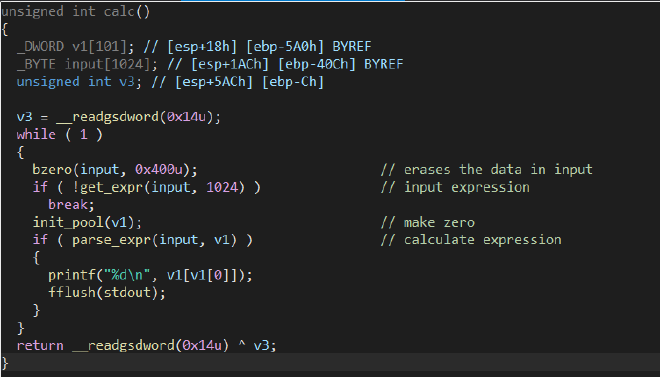 unsigned int calc()
{
  _DWORD v1[101]; // [esp+18h] [ebp-5A0h] BYREF
  _BYTE input[1024]; // [esp+1ACh] [ebp-40Ch] BYREF
  unsigned int v3; // [esp+5ACh] [ebp-Ch]

  v3 = __readgsdword(0x14u);
  while ( 1 )
  {
    bzero(input, 0x400u);                       // erases the data in input
    if ( !get_expr(input, 1024) )               // input expression
      break;
    init_pool(v1);                              // make zero
    if ( parse_expr(input, v1) )                // calculate expression
    {
      printf("%d\n", v1[v1[0]]);
      fflush(stdout);
    }
  }
  return __readgsdword(0x14u) ^ v3;
}